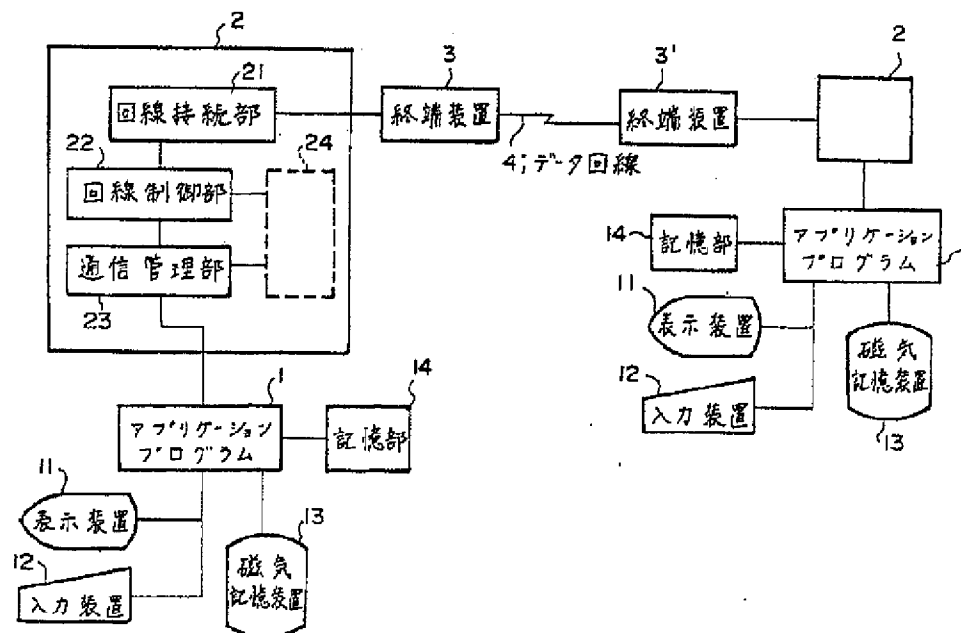 2
21
回線接続部
22
回線制御部
24
通信管理部
23
3
終端装置
4;データ回線
3'
終端装置
2
1
アプリケーション
プログラム
14
記憶部
11
表示装置
12
入力装置
13
磁気
記憶装置
14
記憶部
アプリケーション
プログラム
11
表示装置
12
入力装置
磁気
記憶装置
13